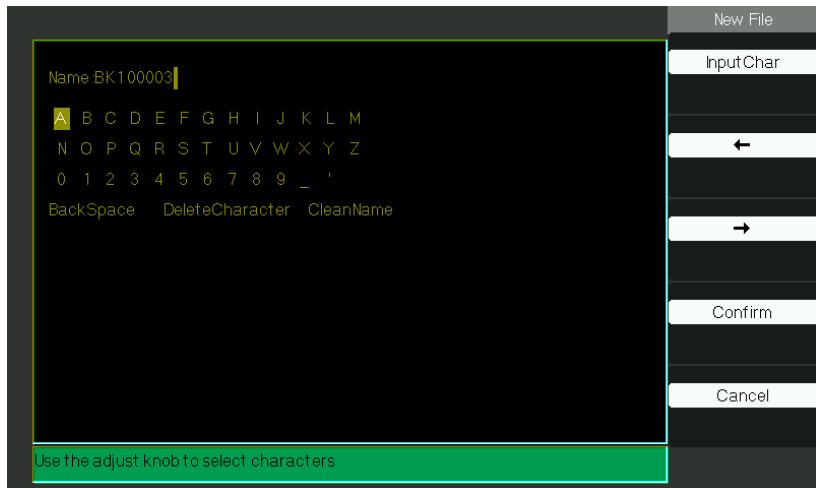 New File
InputChar
Name:BK100003
A B C D E F G H I J K L M
N O P Q R S T U V W X Y Z
0 1 2 3 4 5 6 7 8 9 _ '
BackSpace DeleteCharacter CleanName
←
→
Confirm
Cancel
Use the adjust knob to select characters